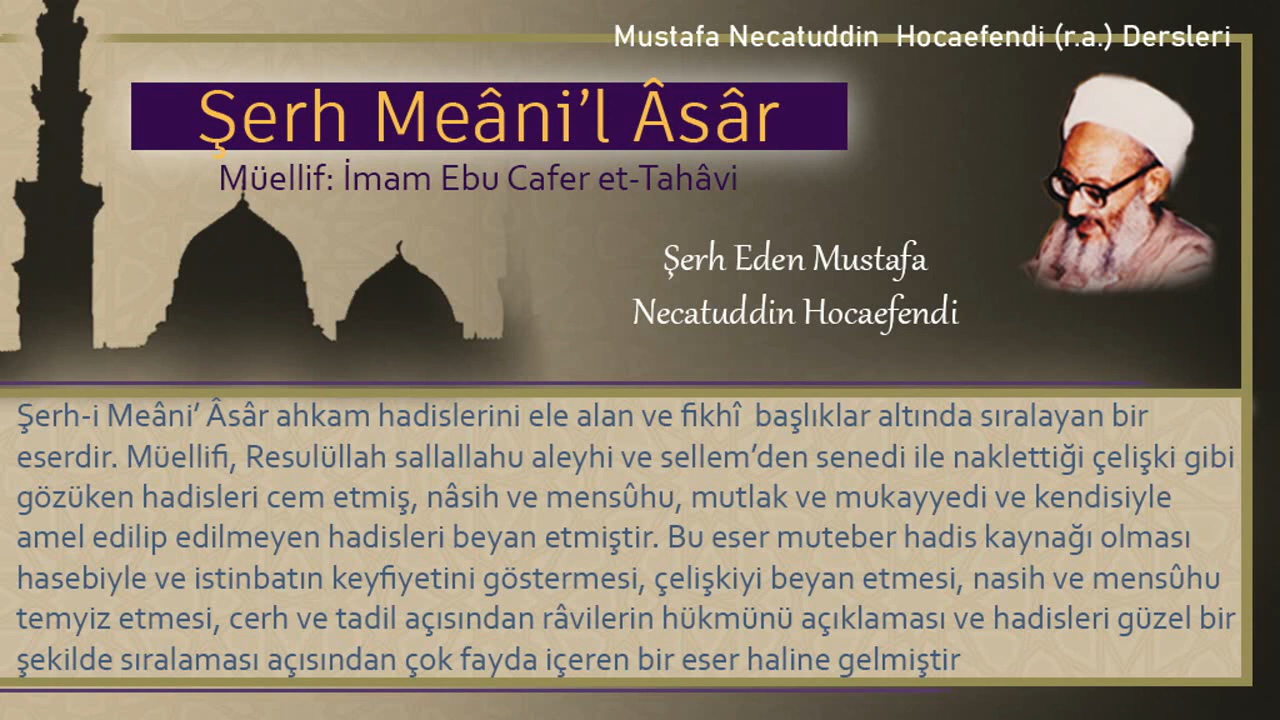 Mustafa Necatuddin Hocaefendi (r.a.) Dersleri
Şerh Meâni’l Âsâr
Müellif: İmam Ebu Cafer et-Tahâvi
Şerh Eden Mustafa
Necatuddin Hocaefendi
Şerh-i Meâni’ Âsâr ahkam hadislerini ele alan ve fikhî başlıklar altında sıralayan bir
eserdir. Müellifi, Resulüllah sallallahu aleyhi ve sellem’den senedi ile naklettiği çelişki gibi
gözüken hadisleri cem etmiş, nâsih ve mensûhu, mutlak ve mukayyedi ve kendisiyle
amel edilip edilmeyen hadisleri beyan etmiştir. Bu eser muteber hadis kaynağı olması
hasebiyle ve istinbatın keyfiyetini göstermesi, çelişkiyi beyan etmesi, nasih ve mensûhu
temyiz etmesi, cerh ve tadil açısından râvilerin hükmünü açıklaması ve hadisleri güzel bir
şekilde sıralaması açısından çok fayda içeren bir eser haline gelmiştir